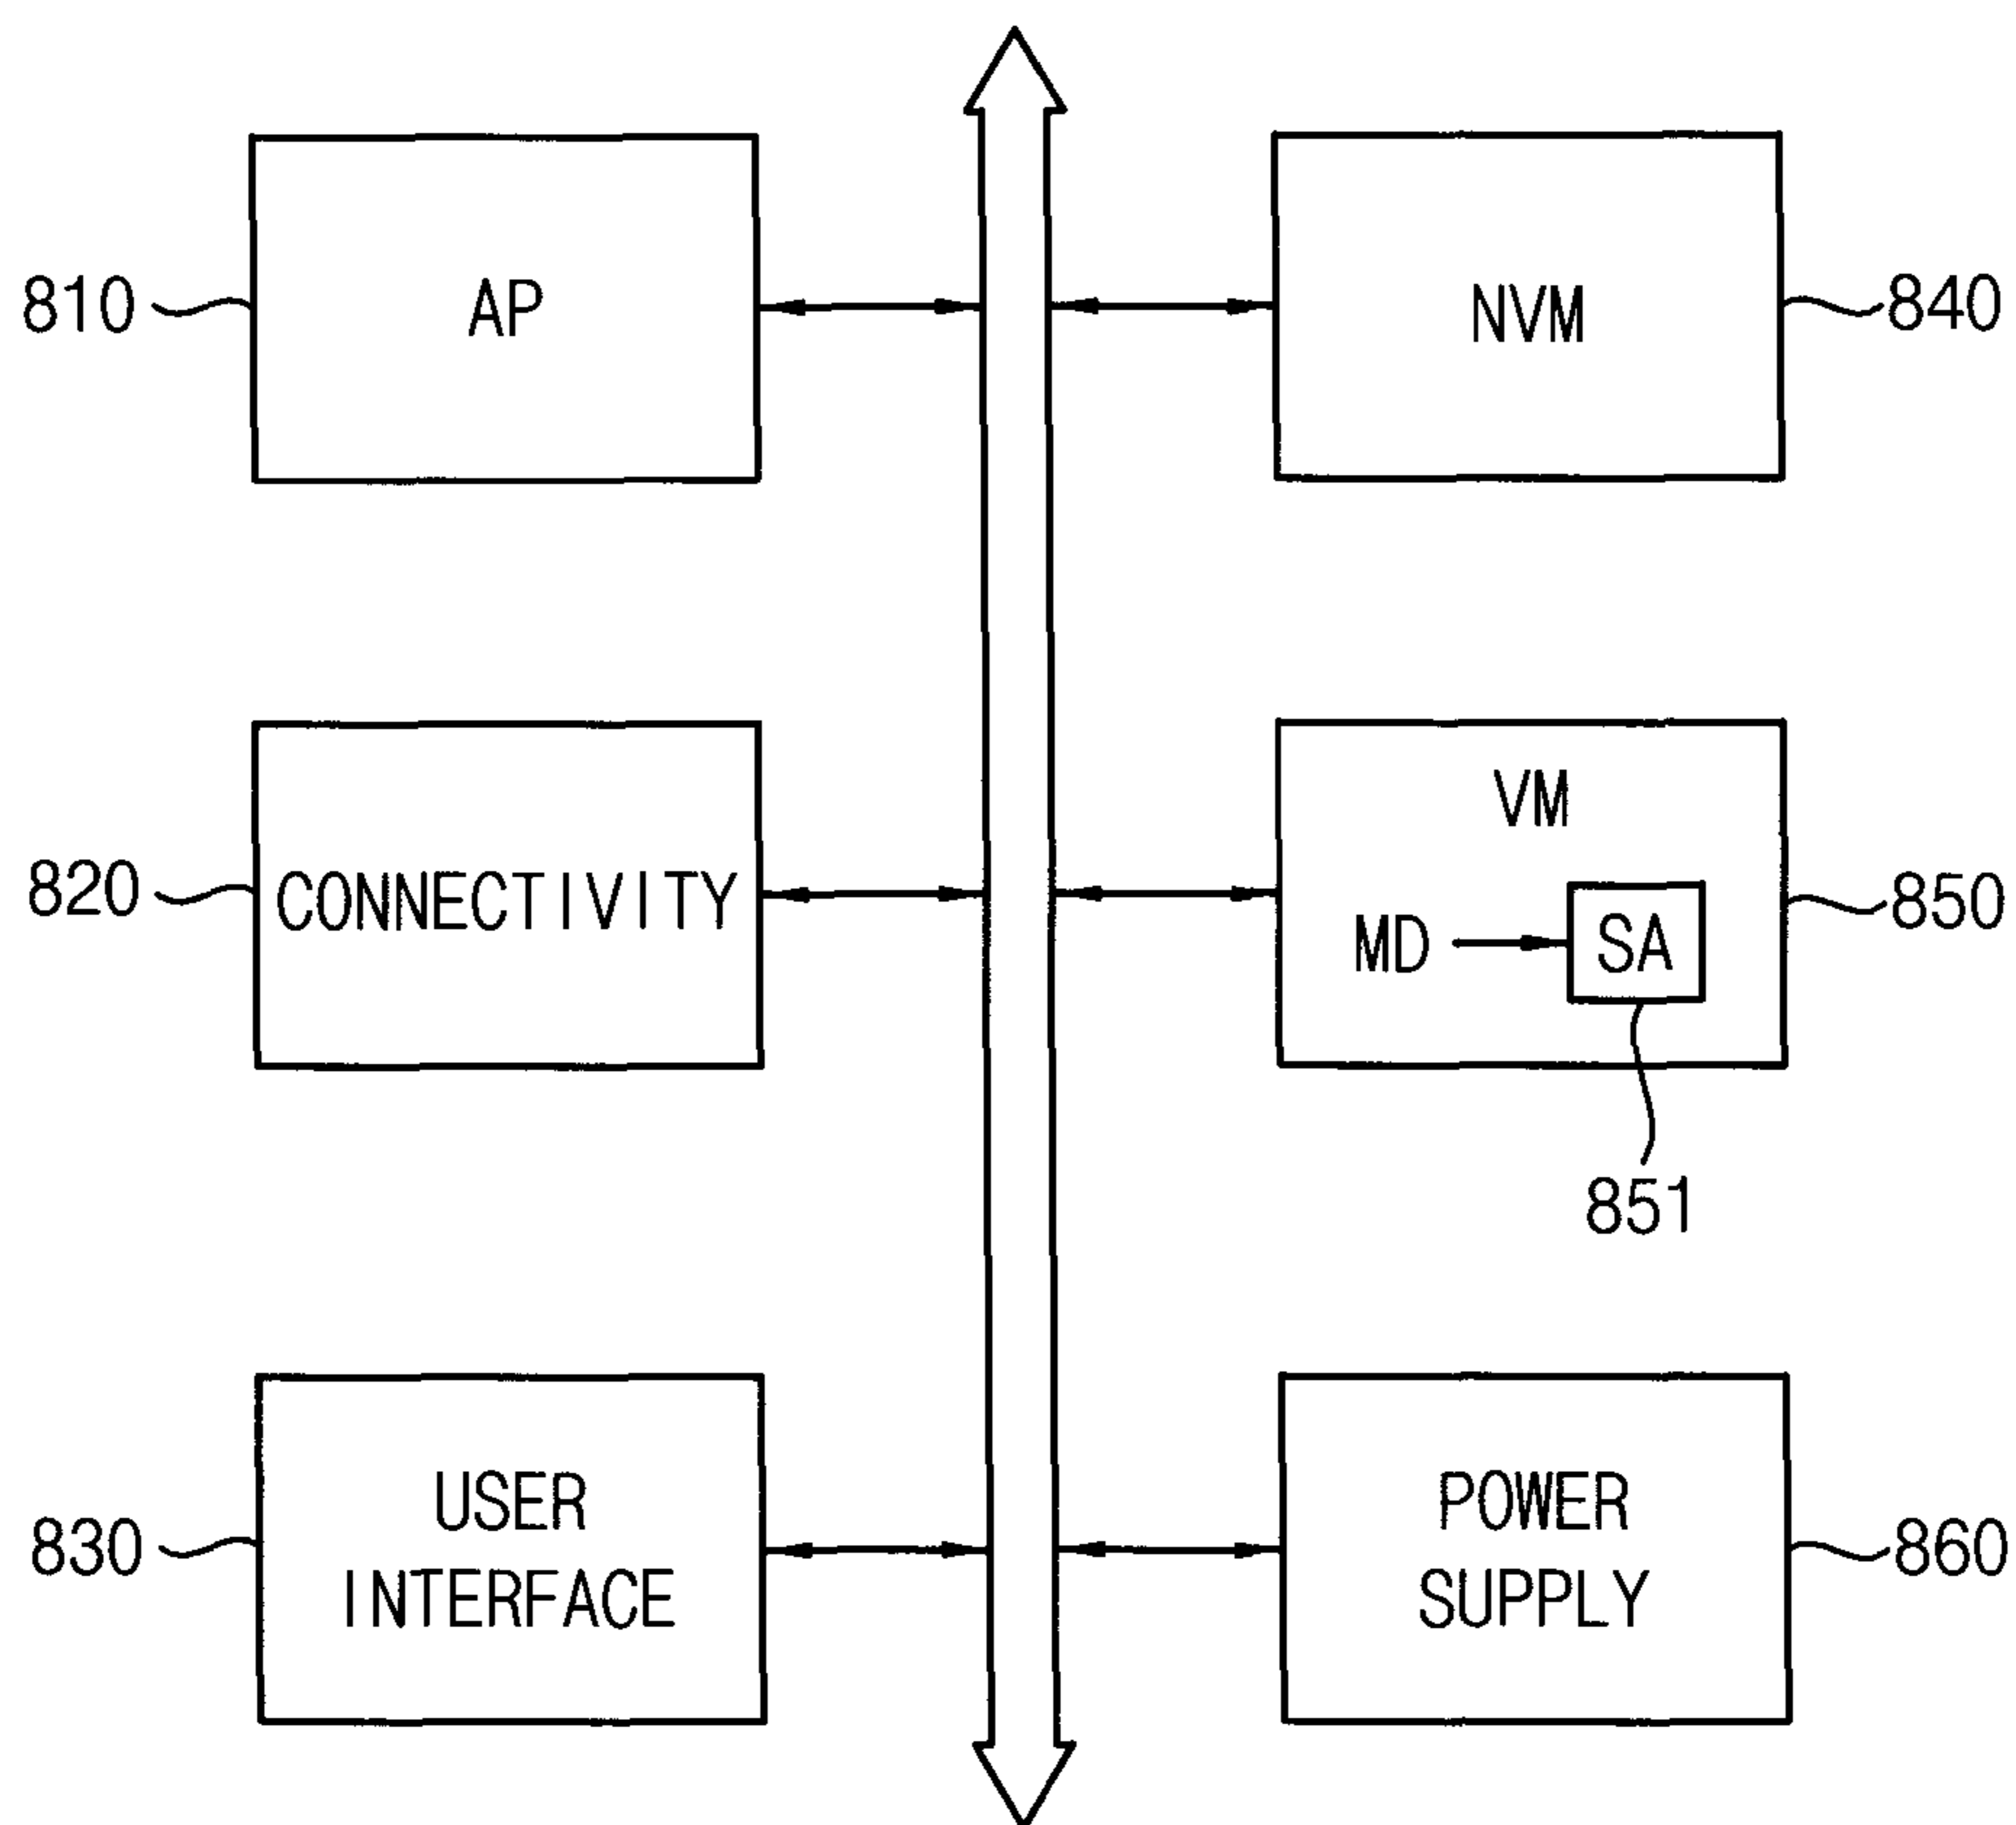 810
AP
NVM
840
820
CONNECTIVITY
VM
MD
SA
850
851
830
USER
INTERFACE
POWER
SUPPLY
860